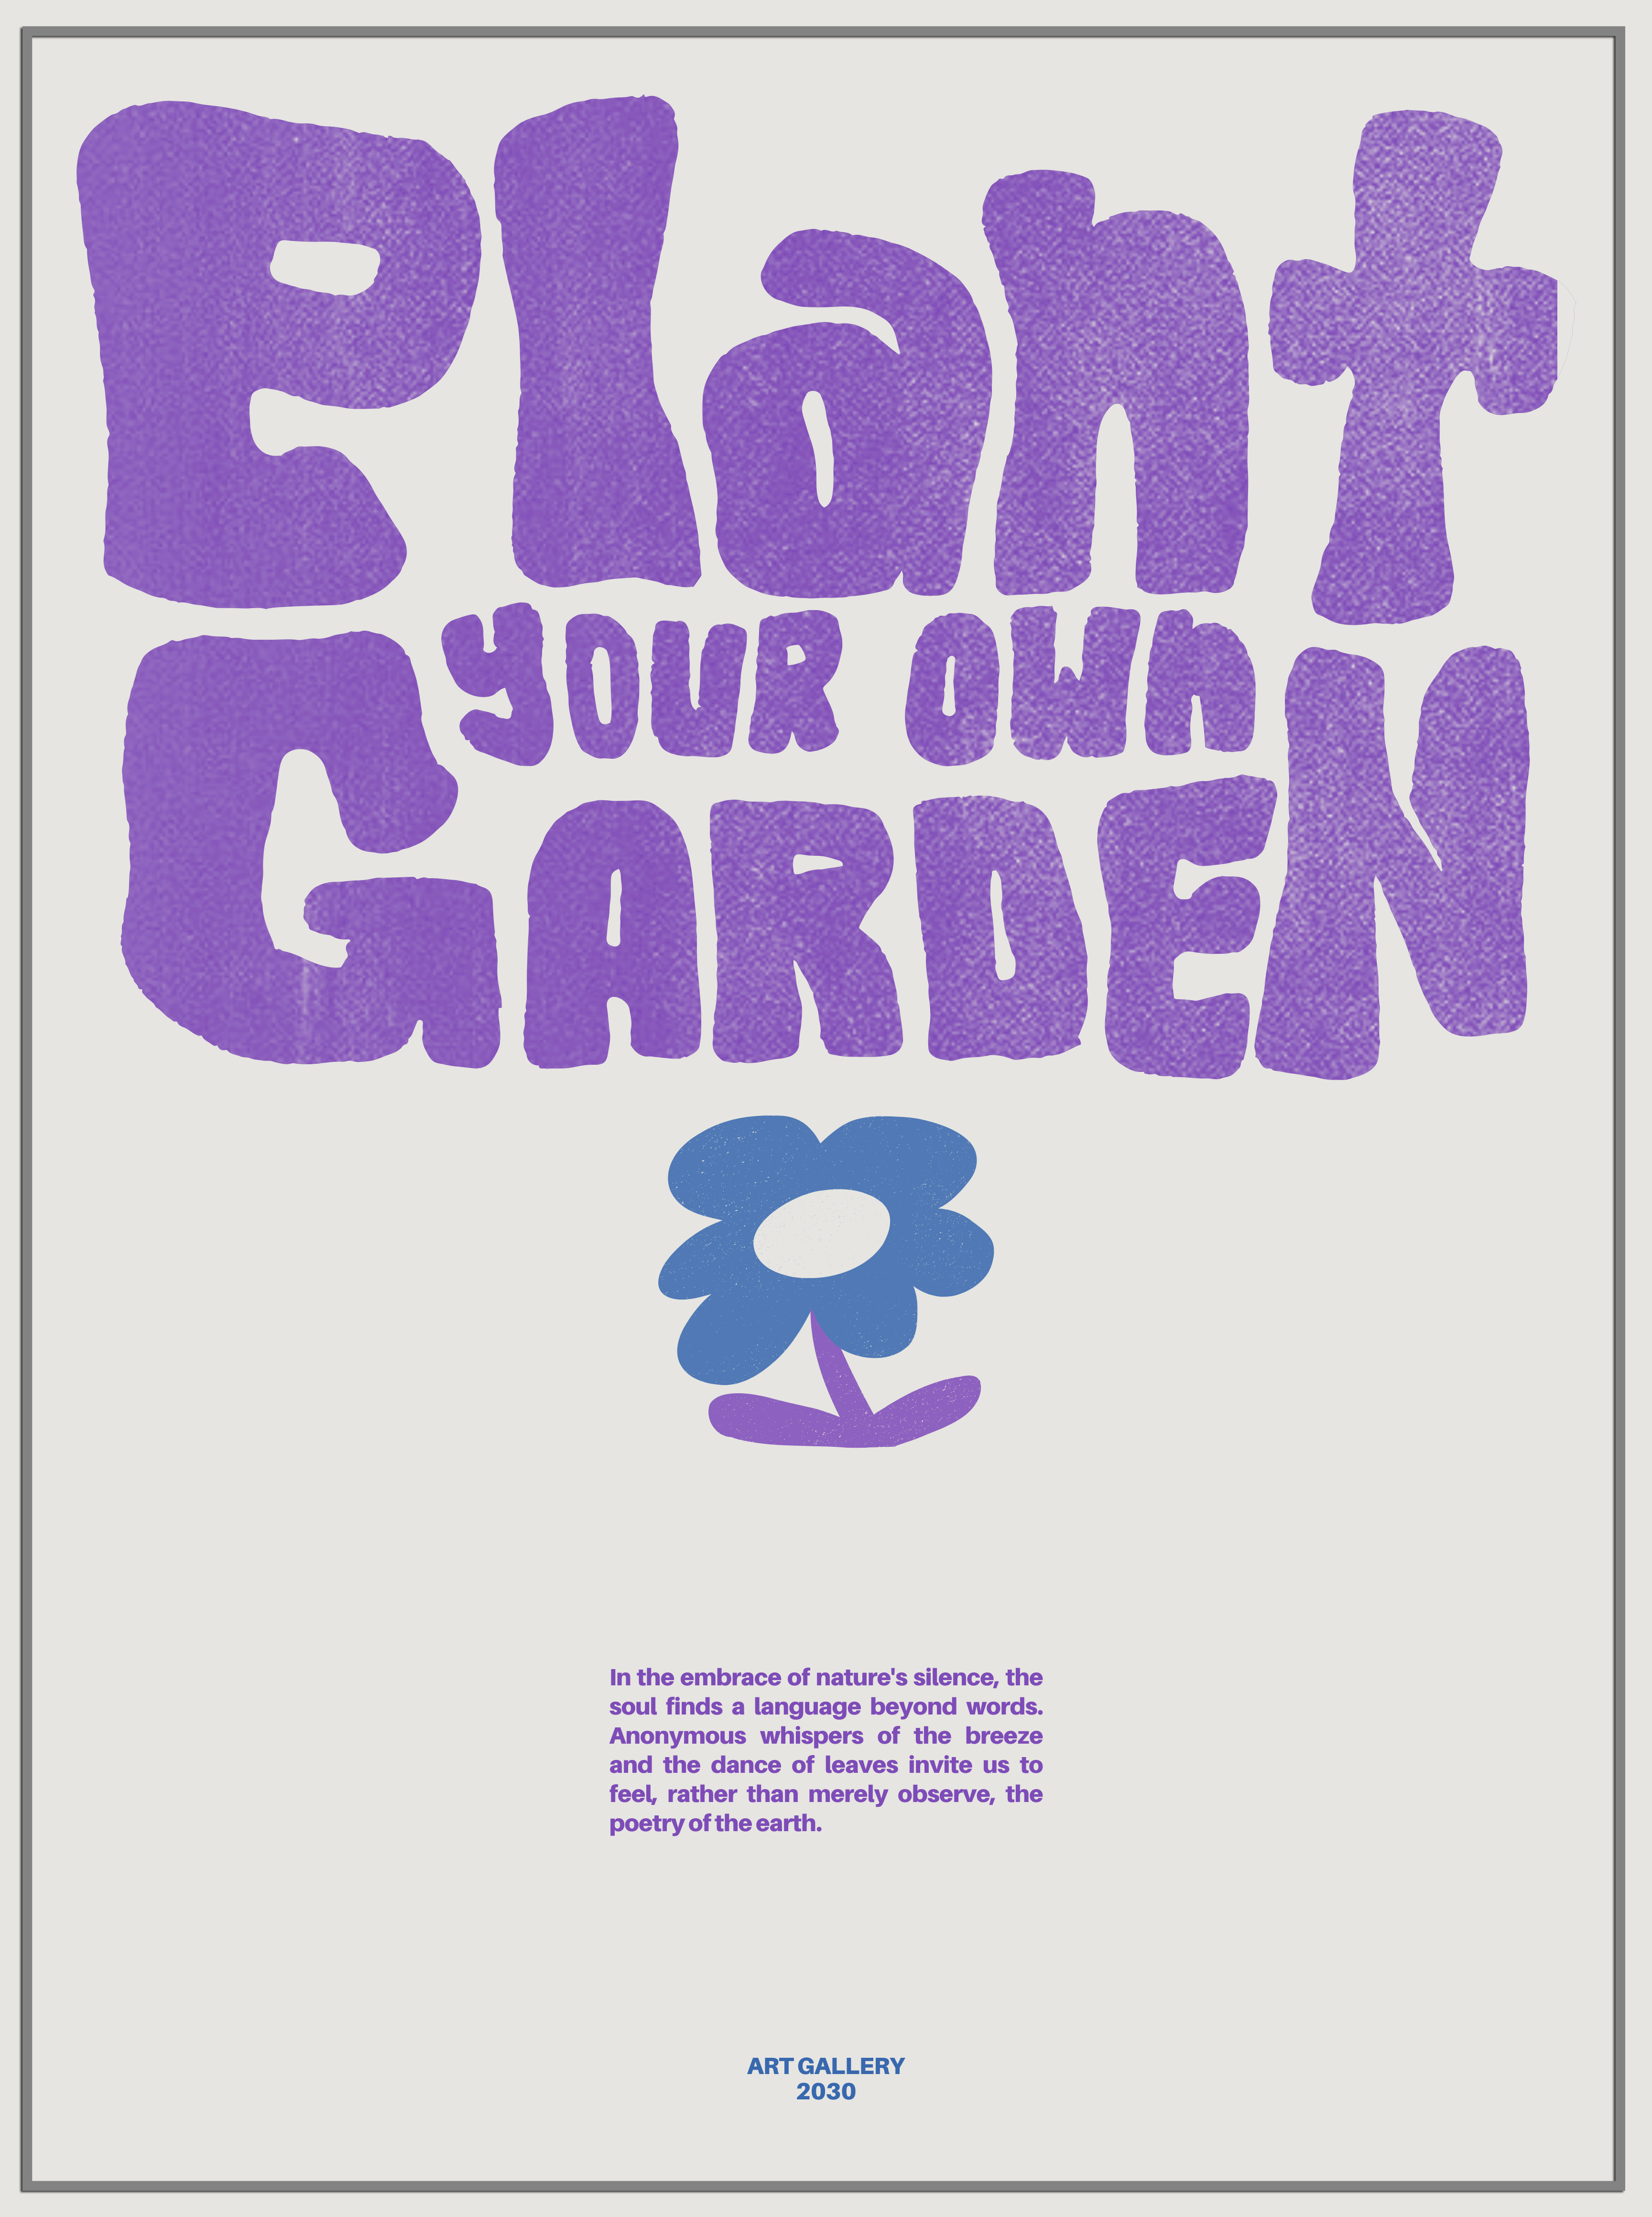 Plant
YOUR OWn
GARDEN
In the embrace of nature's silence, the
soul finds a language beyond words.
Anonymous whispers of the breeze
and the dance of leaves invite us to
feel, rather than merely observe, the
poetry of the earth.
ART GALLERY
2030